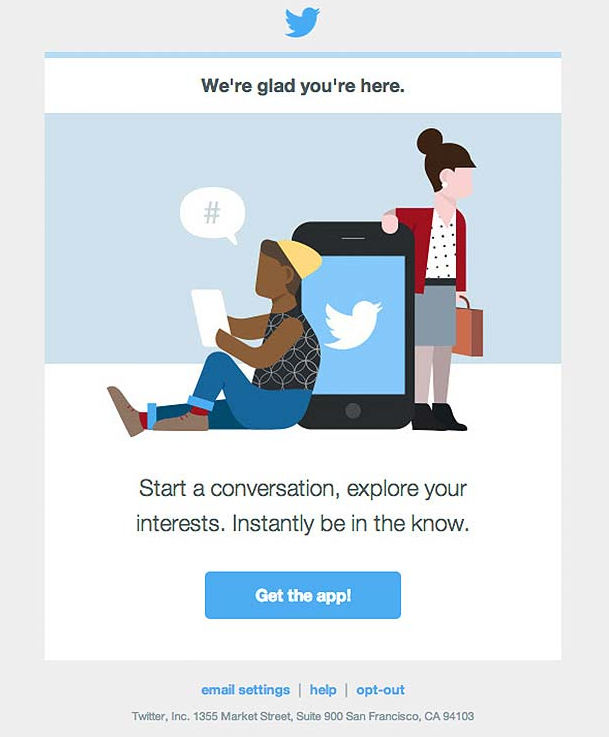 We're glad you're here.
#
Start a conversation, explore your
interests. Instantly be in the know.
Get the app!
email settings | help | opt-out
Twitter, Inc. 1355 Market Street, Suite 900 San Francisco, CA 94103